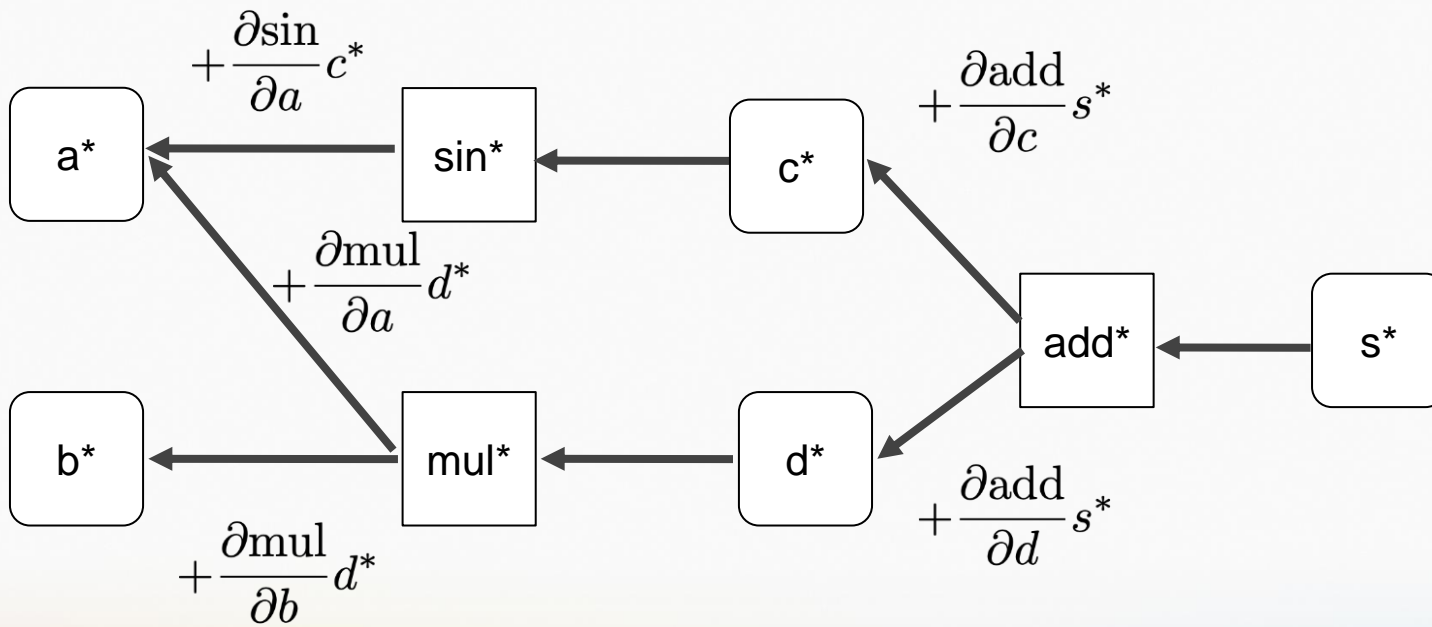 + ∂sin/∂a c*
+ ∂add/∂c s*
a*
sin*
c*
+ ∂mul/∂a d*
add*
s*
b*
mul*
d*
+ ∂add/∂d s*
+ ∂mul/∂b d*